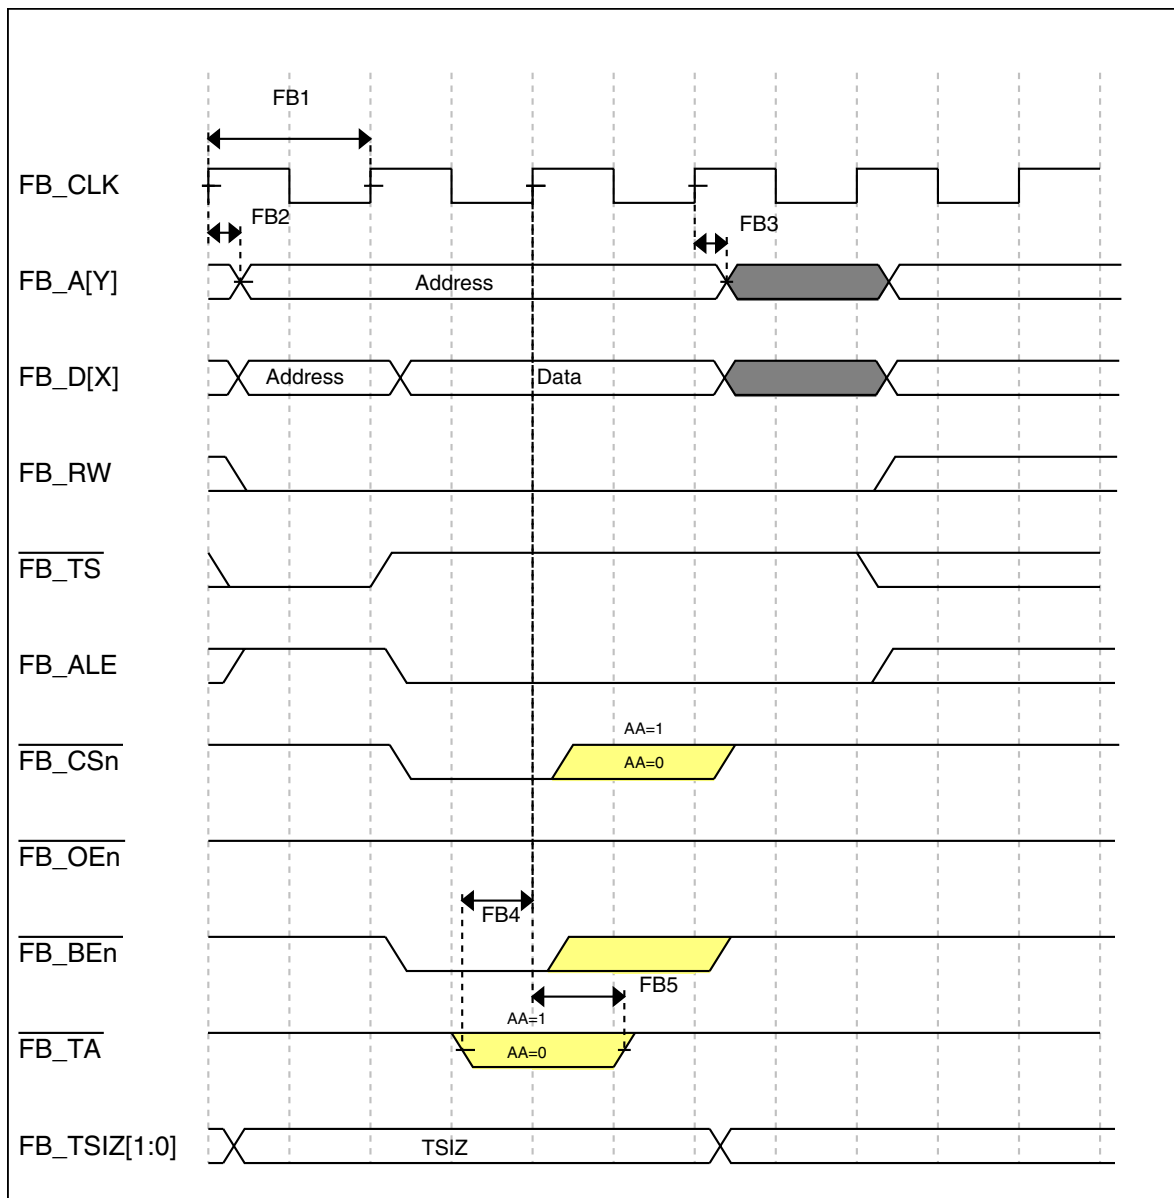 FB1
FB_CLK
FB2
FB3
FB_A[Y]
Address
FB_D[X]
Address
Data
FB_RW
FB_TS
FB_ALE
AA=1
FB_CSn
AA=0
FB_OEn
FB4
FB_BEn
FB5
AA=1
FB_TA
AA=0
FB_TSIZ[1:0]
TSIZ